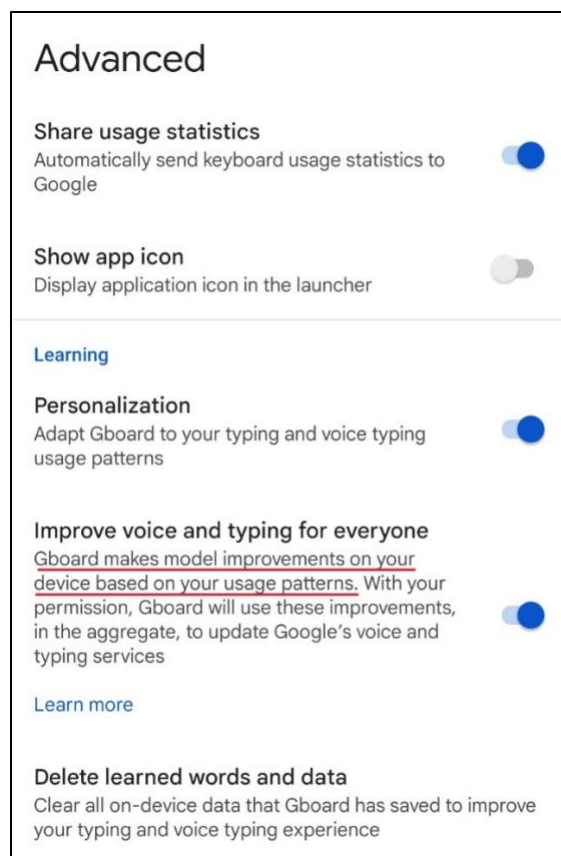 Advanced
Share usage statistics
Automatically send keyboard usage statistics to
Google
Show app icon
Display application icon in the launcher
Learning
Personalization
Adapt Gboard to your typing and voice typing
usage patterns
Improve voice and typing for everyone
Gboard makes model improvements on your
device based on your usage patterns. With your
permission, Gboard will use these improvements,
in the aggregate, to update Google's voice and
typing services
Learn more
Delete learned words and data
Clear all on-device data that Gboard has saved to improve
your typing and voice typing experience